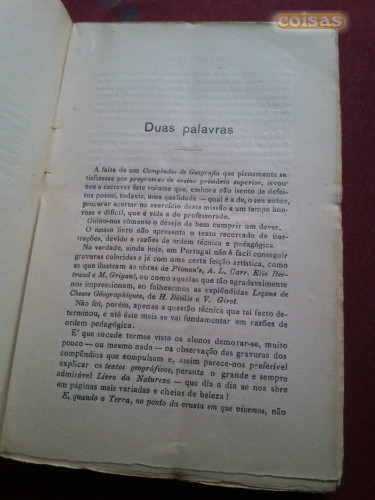 coisas
Duas palavras
A falta de um Compêndio de Geografia que plenamente sa-
tisfizesse aos programas de ensino primário superior, levou-
nos a escrever êste volume que, embora não isento de defei-
tos possui, todavia, uma qualidade — qual é a de, o seu autor,
procurar acertar no exercício desta missão a um tempo hon-
rosa e difícil, que é a vida do professorado.
Guiou-nos sòmente o desejo de bem cumprir um dever.
O nosso livro não apresenta o texto recortado de ilus-
trações, devido a razões de ordem técnica e pedagógica.
Na verdade, ainda hoje, em Portugal não é fácil conseguir
gravuras coloridas e já com uma certa feição artística, como
as que ilustram as obras de Pitman's, A. L. Carr, Elie Ber-
trand e M. Grigant, ou como aquelas que tão agradavelmente
nos impressionem, ao folhearmos as esplêndidas Leçons de
Choses Géographiques, de H. Bézille e V. Girot.
Não foi, porém, apenas a questão técnica que tal facto de-
terminou, e até êste mais se vai fundamentar em razões de
ordem pedagógica.
E' que sucede termos visto os alunos demorar-se, muito
pouco — ou mesmo nada — na observação das gravuras dos
compêndios que compulsam e, assim parece-nos preferível
explicar os textos geográficos, perante o grande e sempre
admirável Livro da Natureza — que dia a dia se nos abre
em páginas mais variadas e cheias de beleza!
E, quando a Terra, no ponto da crusta em que vivemos, não